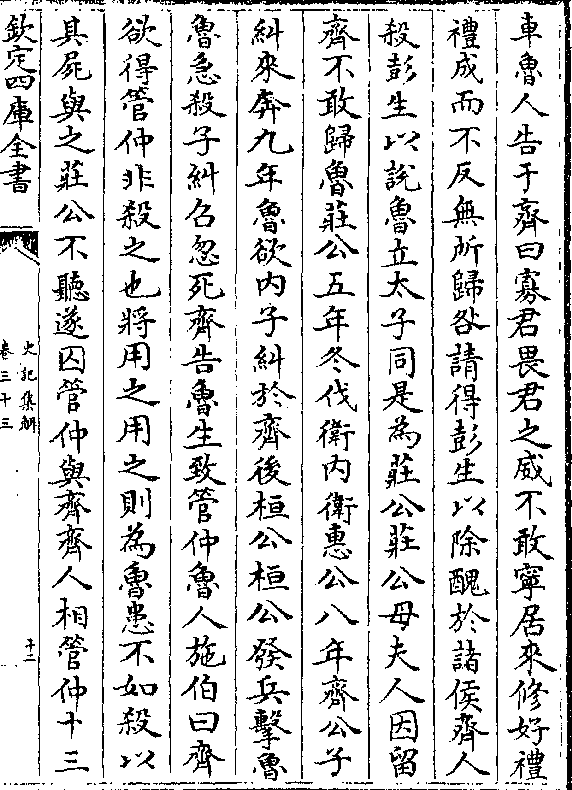 車魯人告于齊曰寡君畏君之威不敢寧居來修好禮
禮成而不反無所歸咎請得彭生以除醜於諸侯齊人
殺彭生以說魯立太子同是為莊公莊公母夫人因留
齊不敢歸魯莊公五年冬伐衛內衛惠公八年齊公子
糾來奔九年魯欲內子糾於齊後桓公桓公發兵擊魯
魯急殺子糾召忽死齊告魯生致管仲魯人施伯曰齊
欲得管仲非殺之也將用之用之則為魯患不如殺以
其屍與之莊公不聽遂囚管仲與齊齊人相管仲十三
欽定四庫全書
史記集解
卷三十三
十二